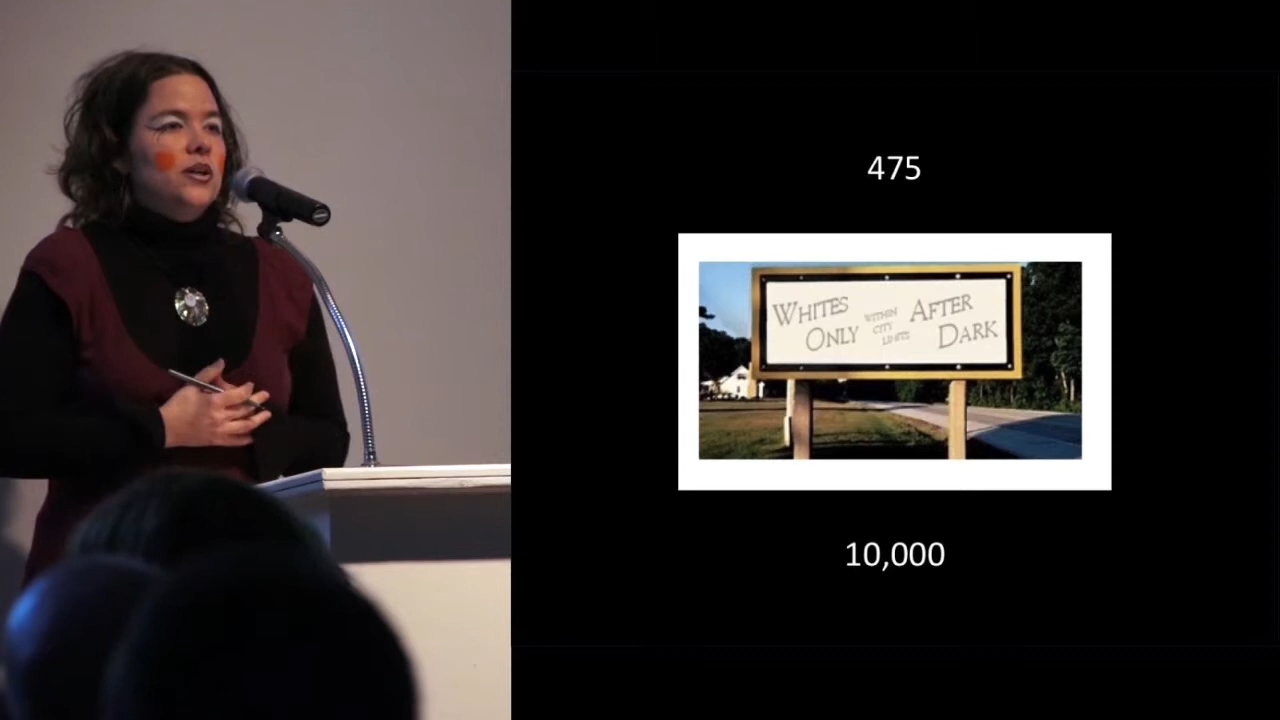 475
WHITES WITHIN AFTER
ONLY CITY DARK
LIMITS
10,000